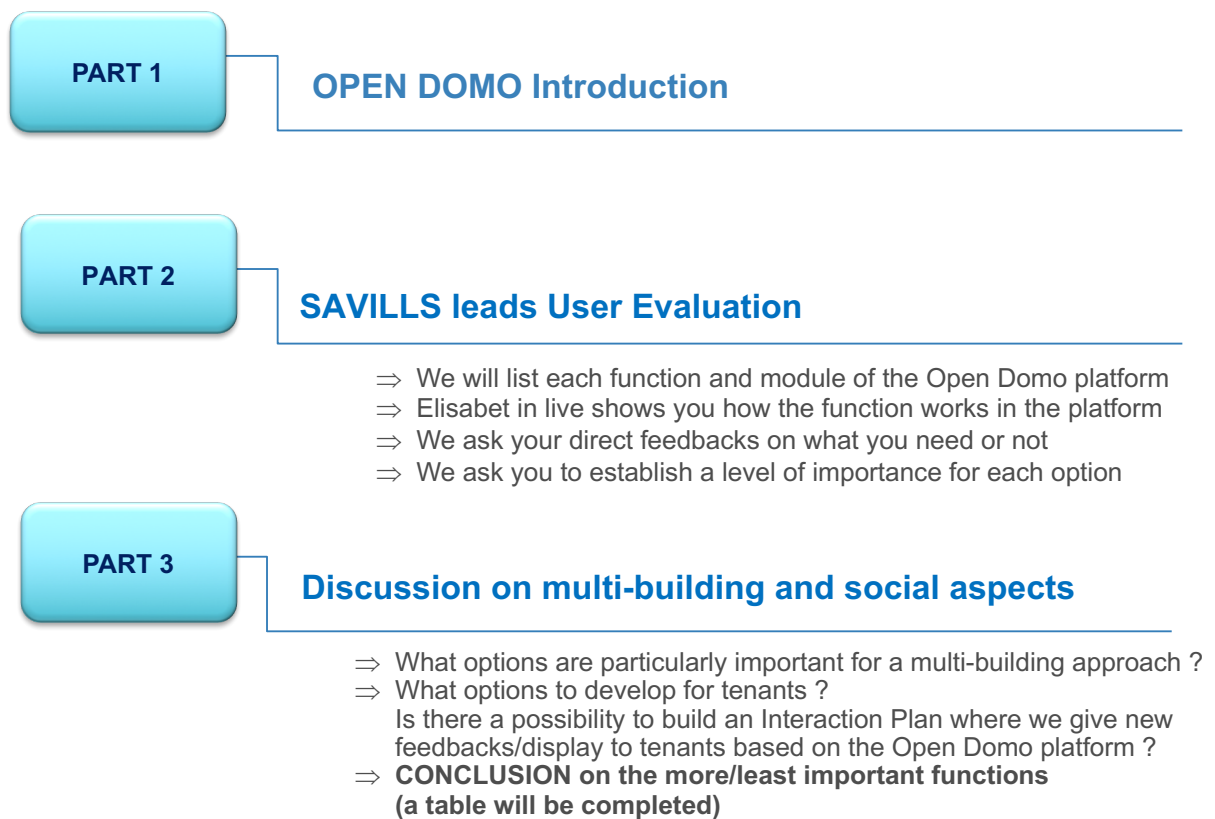 PART 1
OPEN DOMO Introduction
PART 2
SAVILLS leads User Evaluation
⇒ We will list each function and module of the Open Domo platform
⇒ Elisabet in live shows you how the function works in the platform
⇒ We ask your direct feedbacks on what you need or not
⇒ We ask you to establish a level of importance for each option
PART 3
Discussion on multi-building and social aspects
⇒ What options are particularly important for a multi-building approach ?
⇒ What options to develop for tenants ?
Is there a possibility to build an Interaction Plan where we give new
feedbacks/display to tenants based on the Open Domo platform ?
⇒ CONCLUSION on the more/least important functions
(a table will be completed)